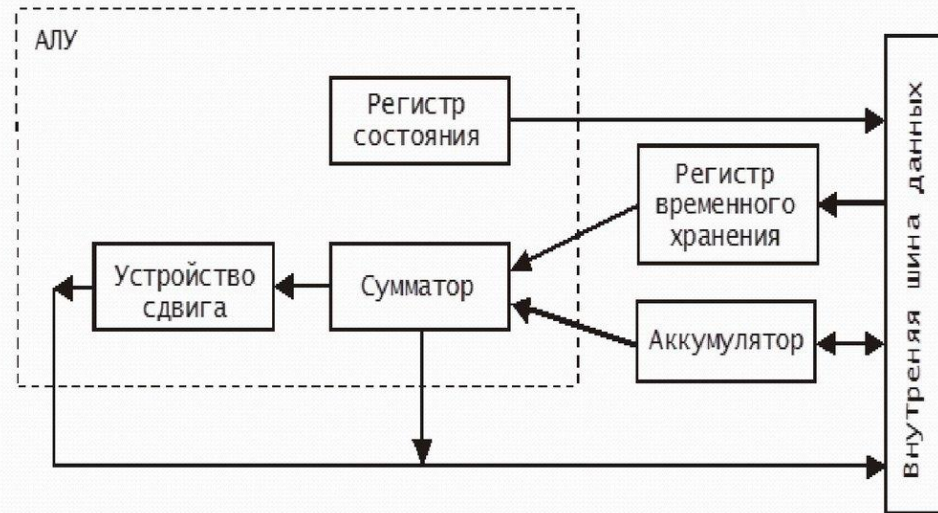 АЛУ
Регистр
состояния
Регистр
временного
хранения
Устройство
сдвига
Сумматор
Аккумулятор
Внутреняя шина данных